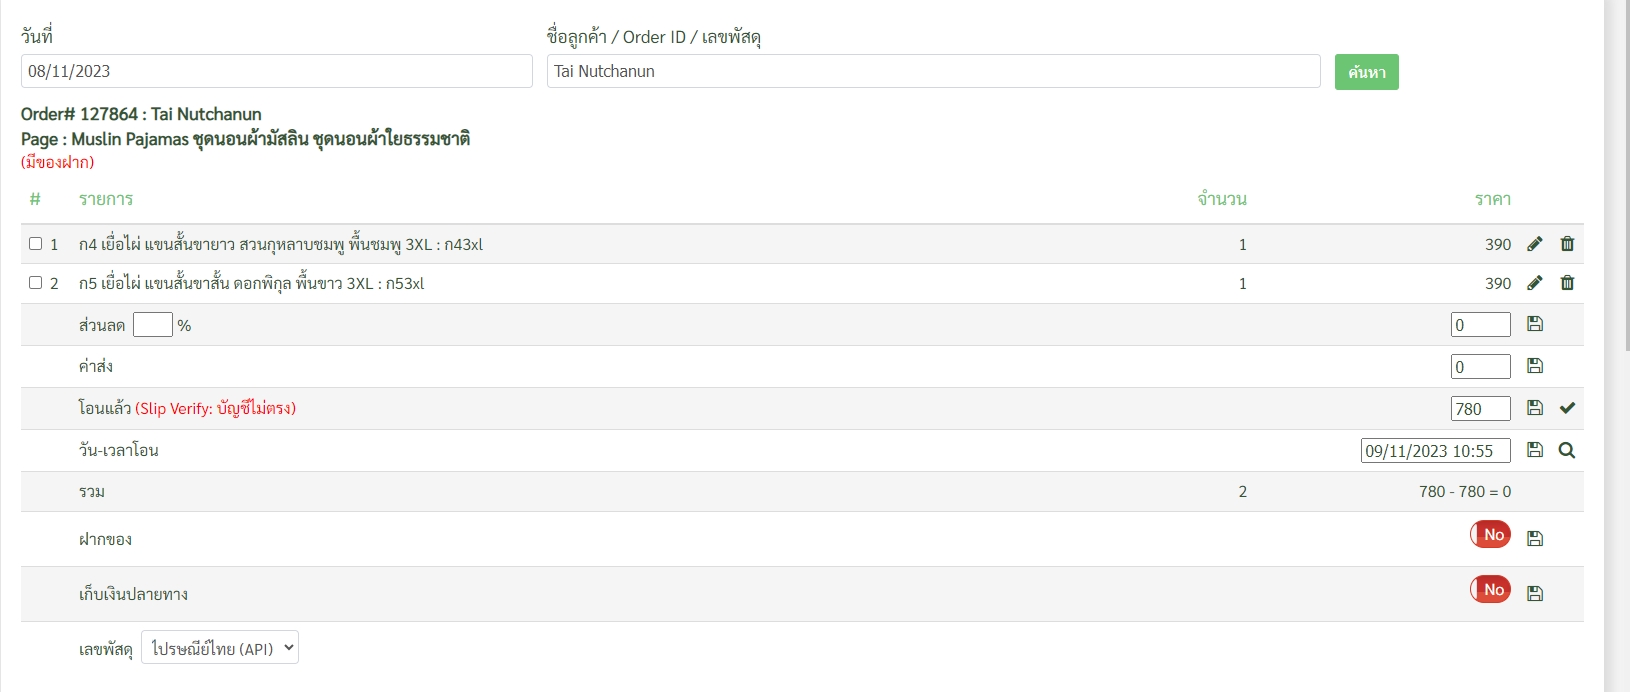 วันที่
ชื่อลูกค้า / Order ID / เลขพัสดุ
08/11/2023
Tai Nutchanun
ค้นหา
Order# 127864 : Tai Nutchanun
Page : Muslin Pajamas ชุดนอนผ้ามัสลิน ชุดนอนผ้าใยธรรมชาติ
(มีของฝาก)
# รายการ จำนวน ราคา
1 ก4 เยื่อไผ่ แขนสั้นขายาว สวนกุหลาบชมพู พื้นชมพู 3XL : ก43xl 1 390
2 ก5 เยื่อไผ่ แขนสั้นขาสั้น ดอกพิกุล พื้นขาว 3XL : ก53xl 1 390
ส่วนลด % 0
ค่าส่ง 0
โอนแล้ว (Slip Verify: บัญชีไม่ตรง) 780
วัน-เวลาโอน 09/11/2023 10:55
รวม 2 780 - 780 = 0
ฝากของ No
เก็บเงินปลายทาง No
เลขพัสดุ ไปรษณีย์ไทย (API)